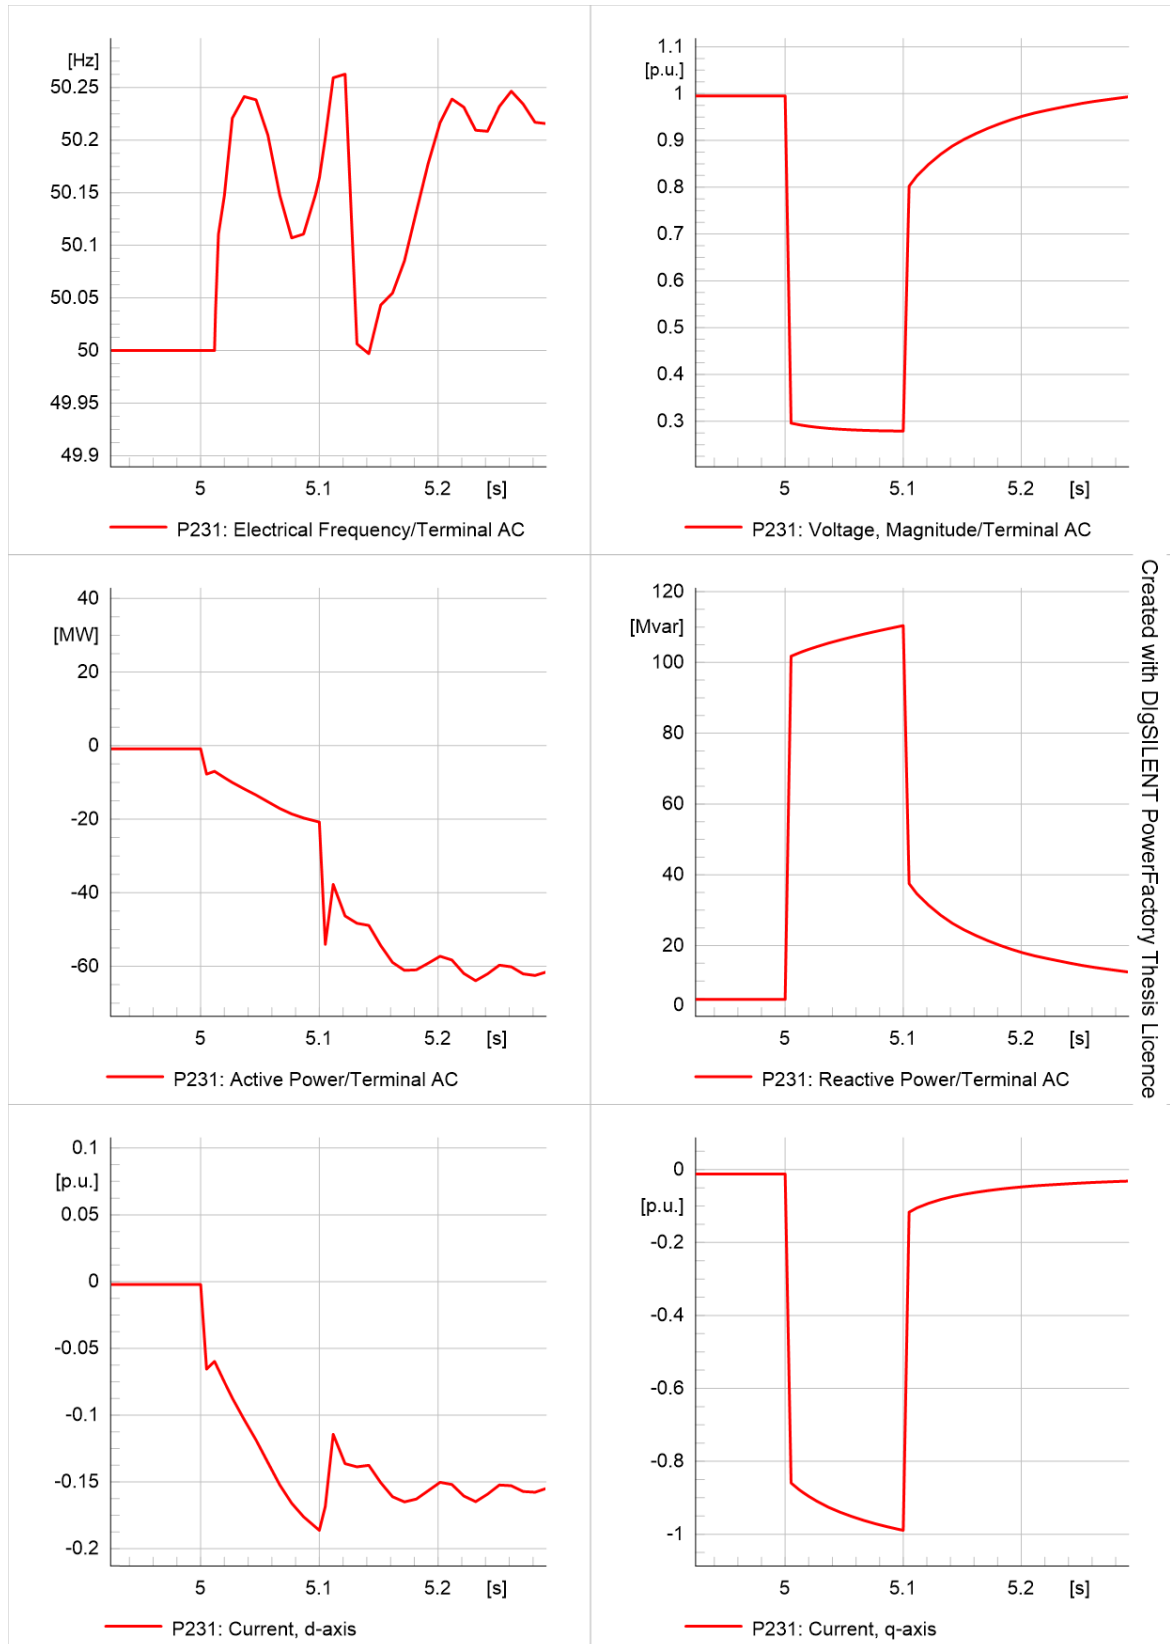 [Hz]
50.25
50.2
50.15
50.1
50.05
50
49.95
49.9
5 5.1 5.2 [s]
P231: Electrical Frequency/Terminal AC
1.1
[p.u.]
1
0.9
0.8
0.7
0.6
0.5
0.4
0.3
5 5.1 5.2 [s]
P231: Voltage, Magnitude/Terminal AC
40
[MW]
20
0
-20
-40
-60
5 5.1 5.2 [s]
P231: Active Power/Terminal AC
120
[Mvar]
100
80
60
40
20
0
5 5.1 5.2 [s]
P231: Reactive Power/Terminal AC
0.1
[p.u.]
0.05
0
-0.05
-0.1
-0.15
-0.2
5 5.1 5.2 [s]
P231: Current, d-axis
0
[p.u.]
-0.2
-0.4
-0.6
-0.8
-1
5 5.1 5.2 [s]
P231: Current, q-axis
Created with DIgSILENT PowerFactory Thesis Licence